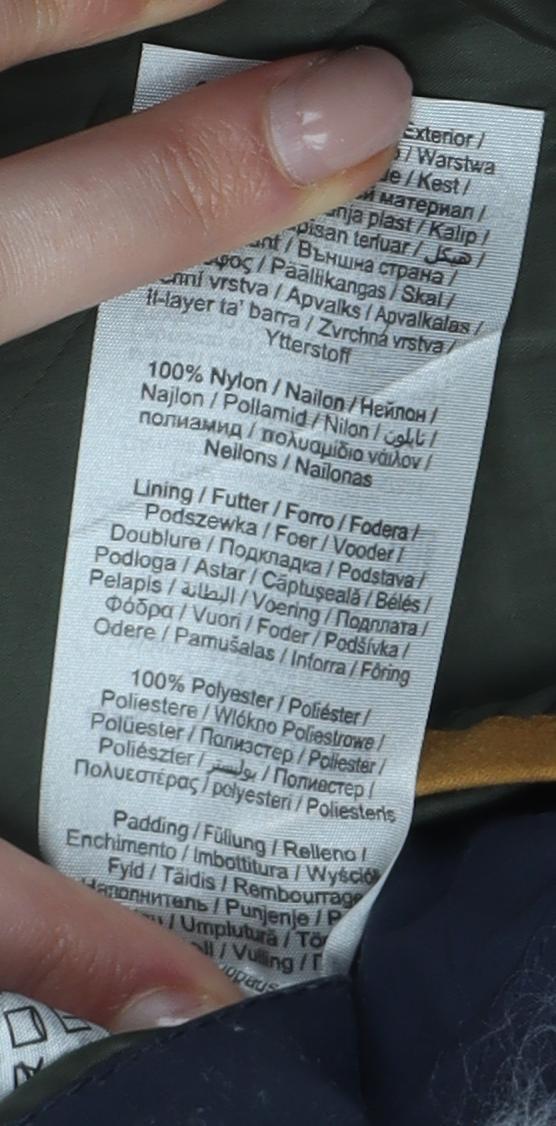 Exterior /
/ Warstwa
/ Kest /
материал /
plast / Kalip /
tertuar / هيكل /
/ Външна страна /
/ Päällikangas / Skal /
vrstva / Apvalks / Apvalkalas /
Il-layer ta' barra / Zvrchná vrstva /
Ytterstoff
100% Nylon / Nailon / Нейлон /
Najlon / Poliamid / Nilon / نايلون /
полиамид / πολυαμίδιο νάιλον /
Neilons / Nailonas
Lining / Futter / Forro / Fodera /
Podszewka / Foer / Vooder /
Doublure / Подкладка / Podstava /
Podloga / Astar / Căptuşeală / Bélés /
Pelapis / البطانة / Voering / Подплата /
Φόδρα / Vuori / Foder / Podšívka /
Odere / Pamušalas / Inforra / Fôring
100% Polyester / Poliéster /
Poliestere / Włókno Poliestrowe /
Polüester / Полиэстер / Poliester /
Poliészter / بوليستر / Полиестер /
Πολυεστέρας / polyesteri / Poliesteris
Padding / Füllung / Relleno /
Enchimento / Imbottitura / Wyściół
Fyld / Täidis / Rembourrage
Наполнитель / Punjenje / P
/ Umplutură / Tö
/ Vulling / Г